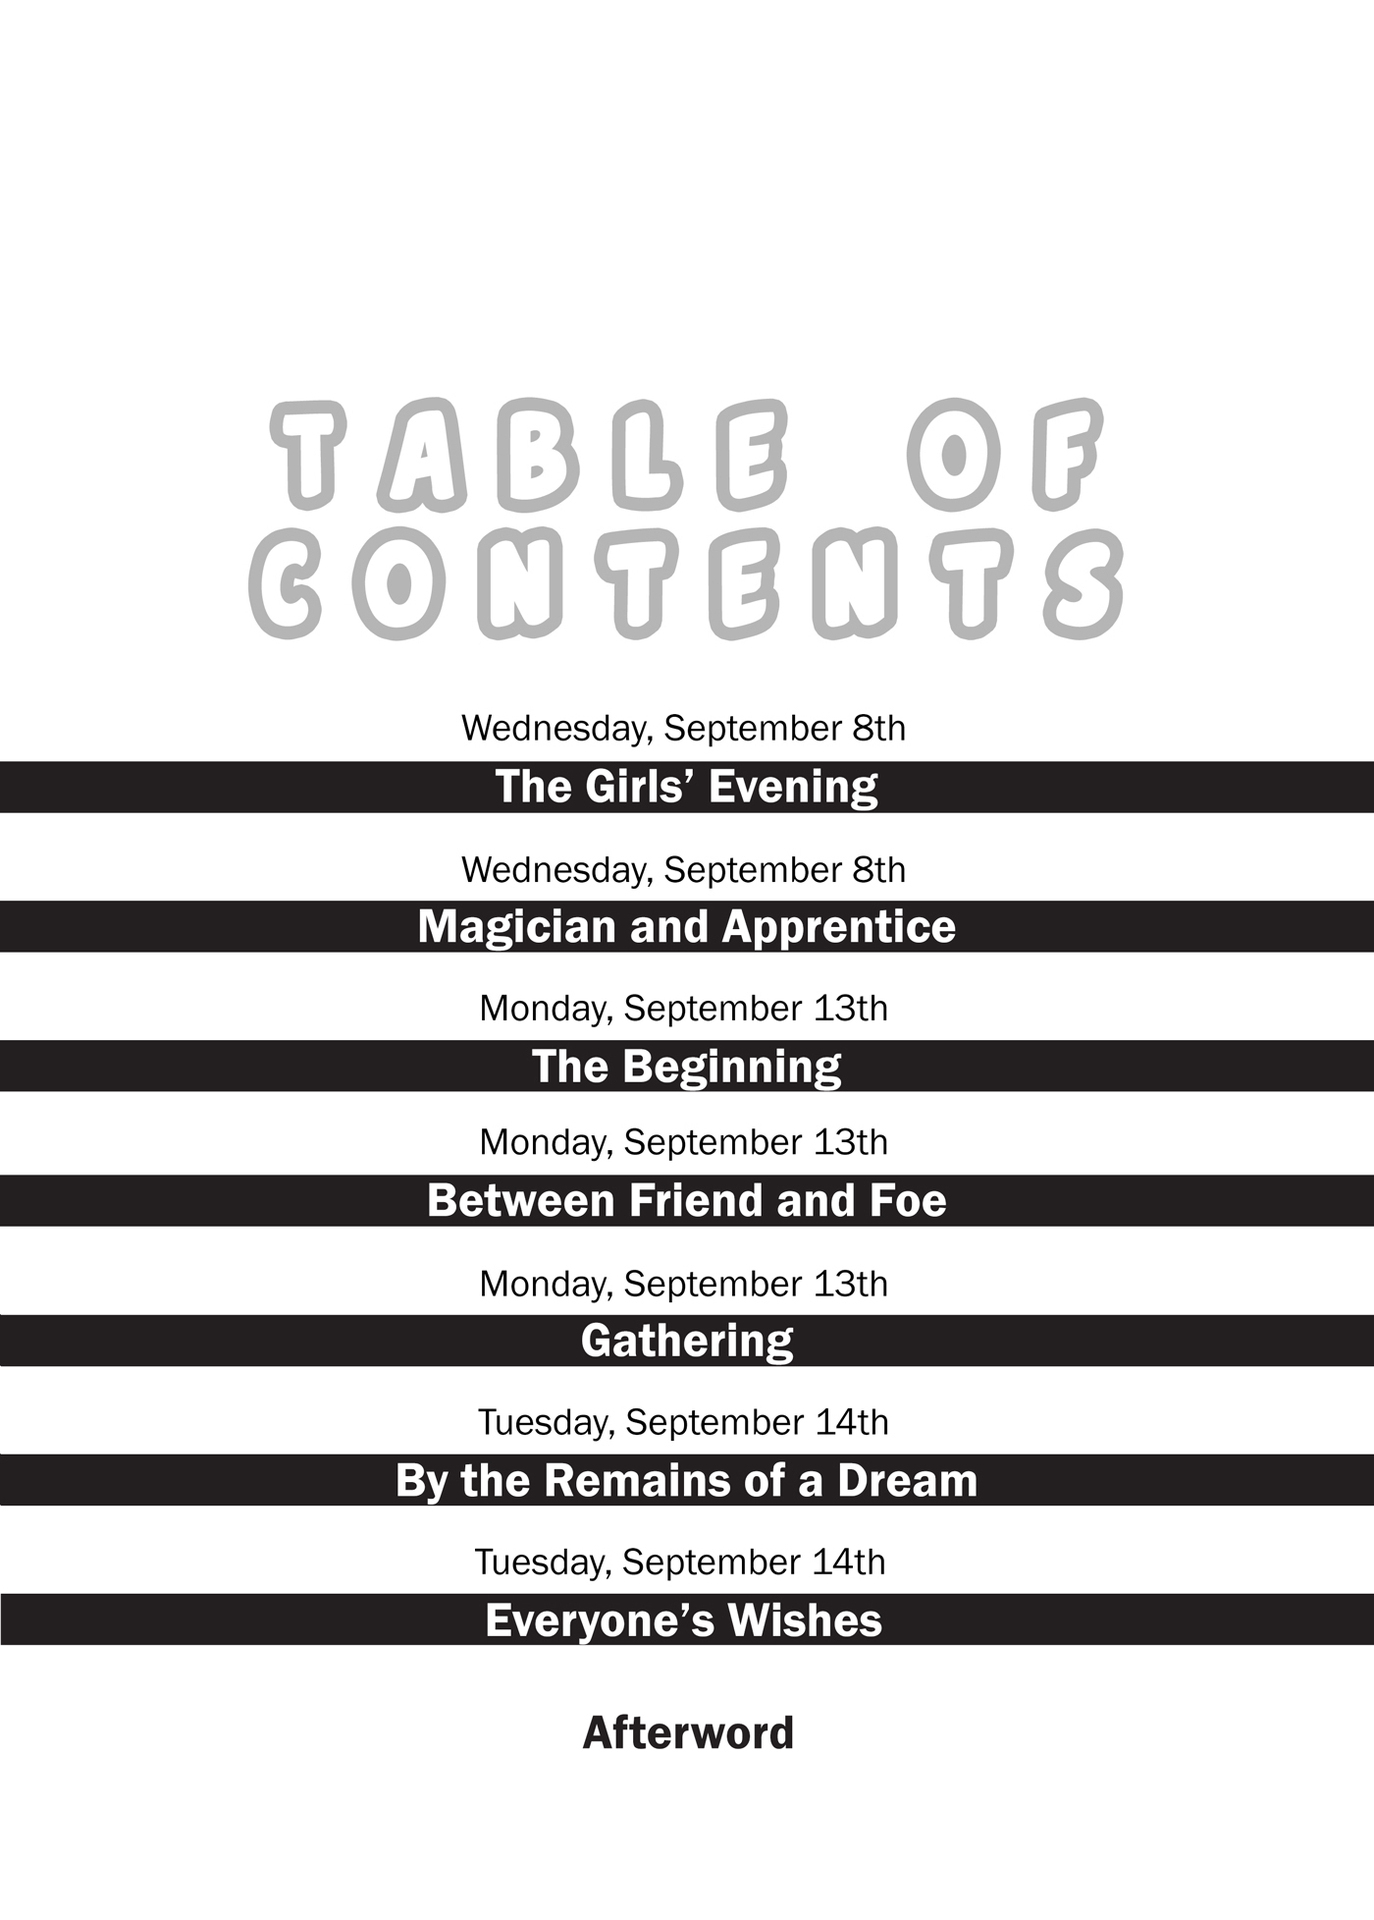 TABLE OF
CONTENTS
Wednesday, September 8th
The Girls’ Evening
Wednesday, September 8th
Magician and Apprentice
Monday, September 13th
The Beginning
Monday, September 13th
Between Friend and Foe
Monday, September 13th
Gathering
Tuesday, September 14th
By the Remains of a Dream
Tuesday, September 14th
Everyone’s Wishes
Afterword